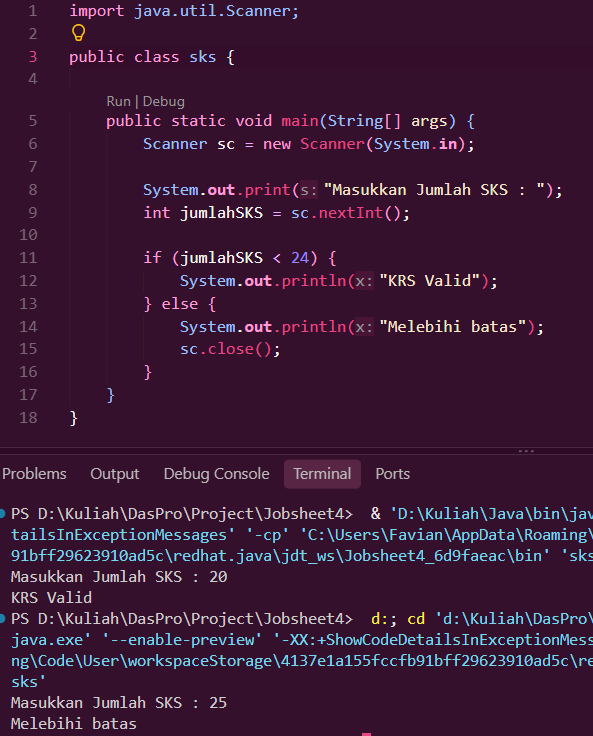 1 import java.util.Scanner;
2
3 public class sks {
4
Run | Debug
5 public static void main(String[] args) {
6 Scanner sc = new Scanner(System.in);
7
8 System.out.print(s: "Masukkan Jumlah SKS : ");
9 int jumlahSKS = sc.nextInt();
10
11 if (jumlahSKS < 24) {
12 System.out.println(x: "KRS Valid");
13 } else {
14 System.out.println(x: "Melebihi batas");
15 sc.close();
16 }
17 }
18 }
Problems Output Debug Console Terminal Ports
PS D:\Kuliah\DasPro\Project\Jobsheet4> & 'D:\Kuliah\Java\bin\jav
tailsInExceptionMessages' '-cp' 'C:\Users\Favian\AppData\Roaming\
91bff29623910ad5c\redhat.java\jdt_ws\Jobsheet4_6d9faeac\bin' 'sks
Masukkan Jumlah SKS : 20
KRS Valid
PS D:\Kuliah\DasPro\Project\Jobsheet4> d:; cd 'd:\Kuliah\DasPro\
java.exe' '--enable-preview' '-XX:+ShowCodeDetailsInExceptionMess
ng\Code\User\workspaceStorage\4137e1a155fccfb91bff29623910ad5c\re
sks'
Masukkan Jumlah SKS : 25
Melebihi batas